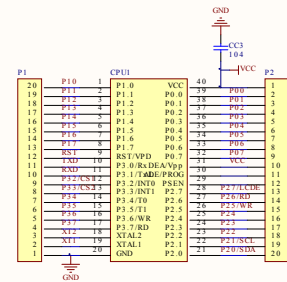 GND
CC3
104
VCC
P1 CPU1 P2
20 P10 1 P1.0 VCC 40 1
19 P11 2 P1.1 P0.0 39 P00 2
18 P12 3 P1.2 P0.1 38 P01 3
17 P13 4 P1.3 P0.2 37 P02 4
16 P14 5 P1.4 P0.3 36 P03 5
15 P15 6 P1.5 P0.4 35 P04 6
14 P16 7 P1.6 P0.5 34 P05 7
13 P17 8 P1.7 P0.6 33 P06 8
12 RST 9 RST/VPD P0.7 32 P07 9
11 TXD 10 P3.0/RxD EA/Vpp 31 VCC 10
10 RXD 11 P3.1/TxD ALE/PROG 30 11
9 P32/CS1 12 P3.2/INT0 PSEN 29 12
8 P33/CS2 13 P3.3/INT1 P2.7 28 P27/LCDE 13
7 P34 14 P3.4/T0 P2.6 27 P26/RD 14
6 P35 15 P3.5/T1 P2.5 26 P25/WR 15
5 P36 16 P3.6/WR P2.4 25 P24 16
4 P37 17 P3.7/RD P2.3 24 P23 17
3 XT2 18 XTAL2 P2.2 23 P22 18
2 XT1 19 XTAL1 P2.1 22 P21/SCL 19
1 20 GND P2.0 21 P20/SDA 20
GND